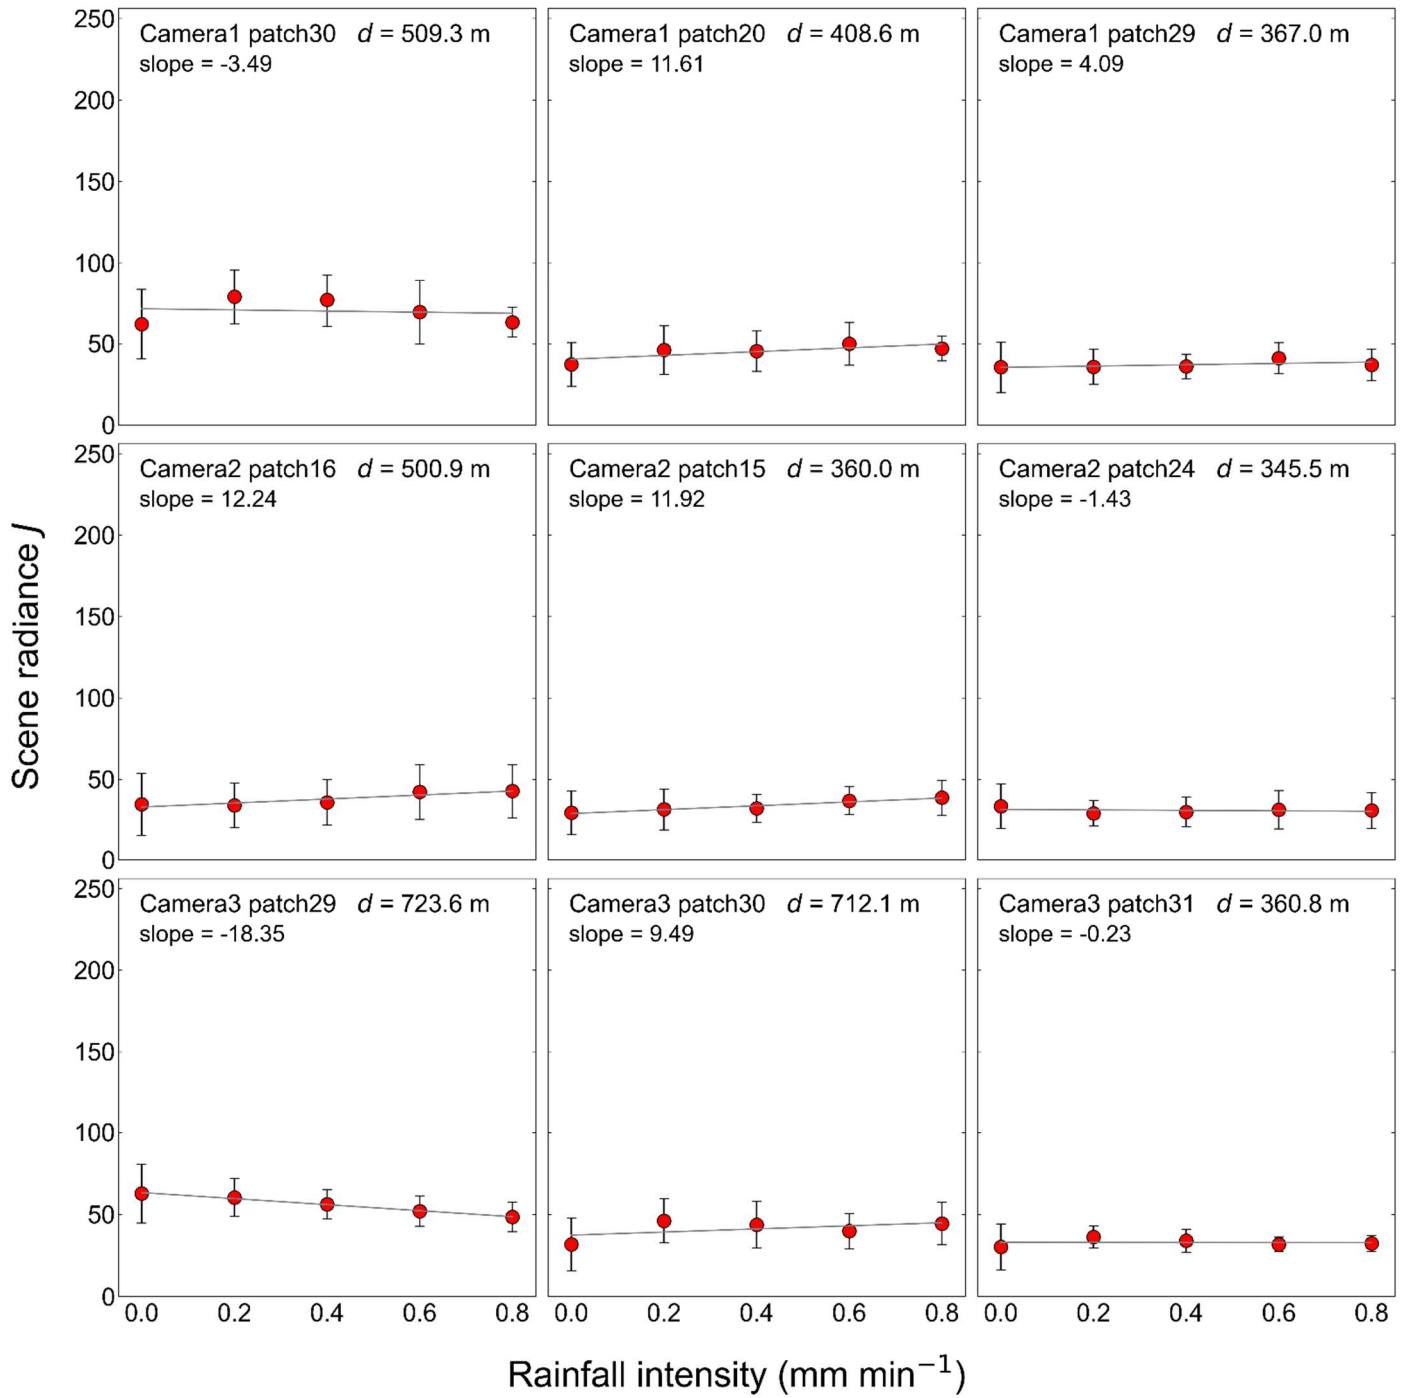 Camera1 patch30 d = 509.3 m
slope = -3.49
Camera1 patch20 d = 408.6 m
slope = 11.61
Camera1 patch29 d = 367.0 m
slope = 4.09
250
200
150
100
50
0
Camera2 patch16 d = 500.9 m
slope = 12.24
Camera2 patch15 d = 360.0 m
slope = 11.92
Camera2 patch24 d = 345.5 m
slope = -1.43
250
200
150
100
50
0
Scene radiance J
Camera3 patch29 d = 723.6 m
slope = -18.35
Camera3 patch30 d = 712.1 m
slope = 9.49
Camera3 patch31 d = 360.8 m
slope = -0.23
250
200
150
100
50
0
0.0 0.2 0.4 0.6 0.8 0.0 0.2 0.4 0.6 0.8 0.0 0.2 0.4 0.6 0.8
Rainfall intensity (mm min⁻¹)